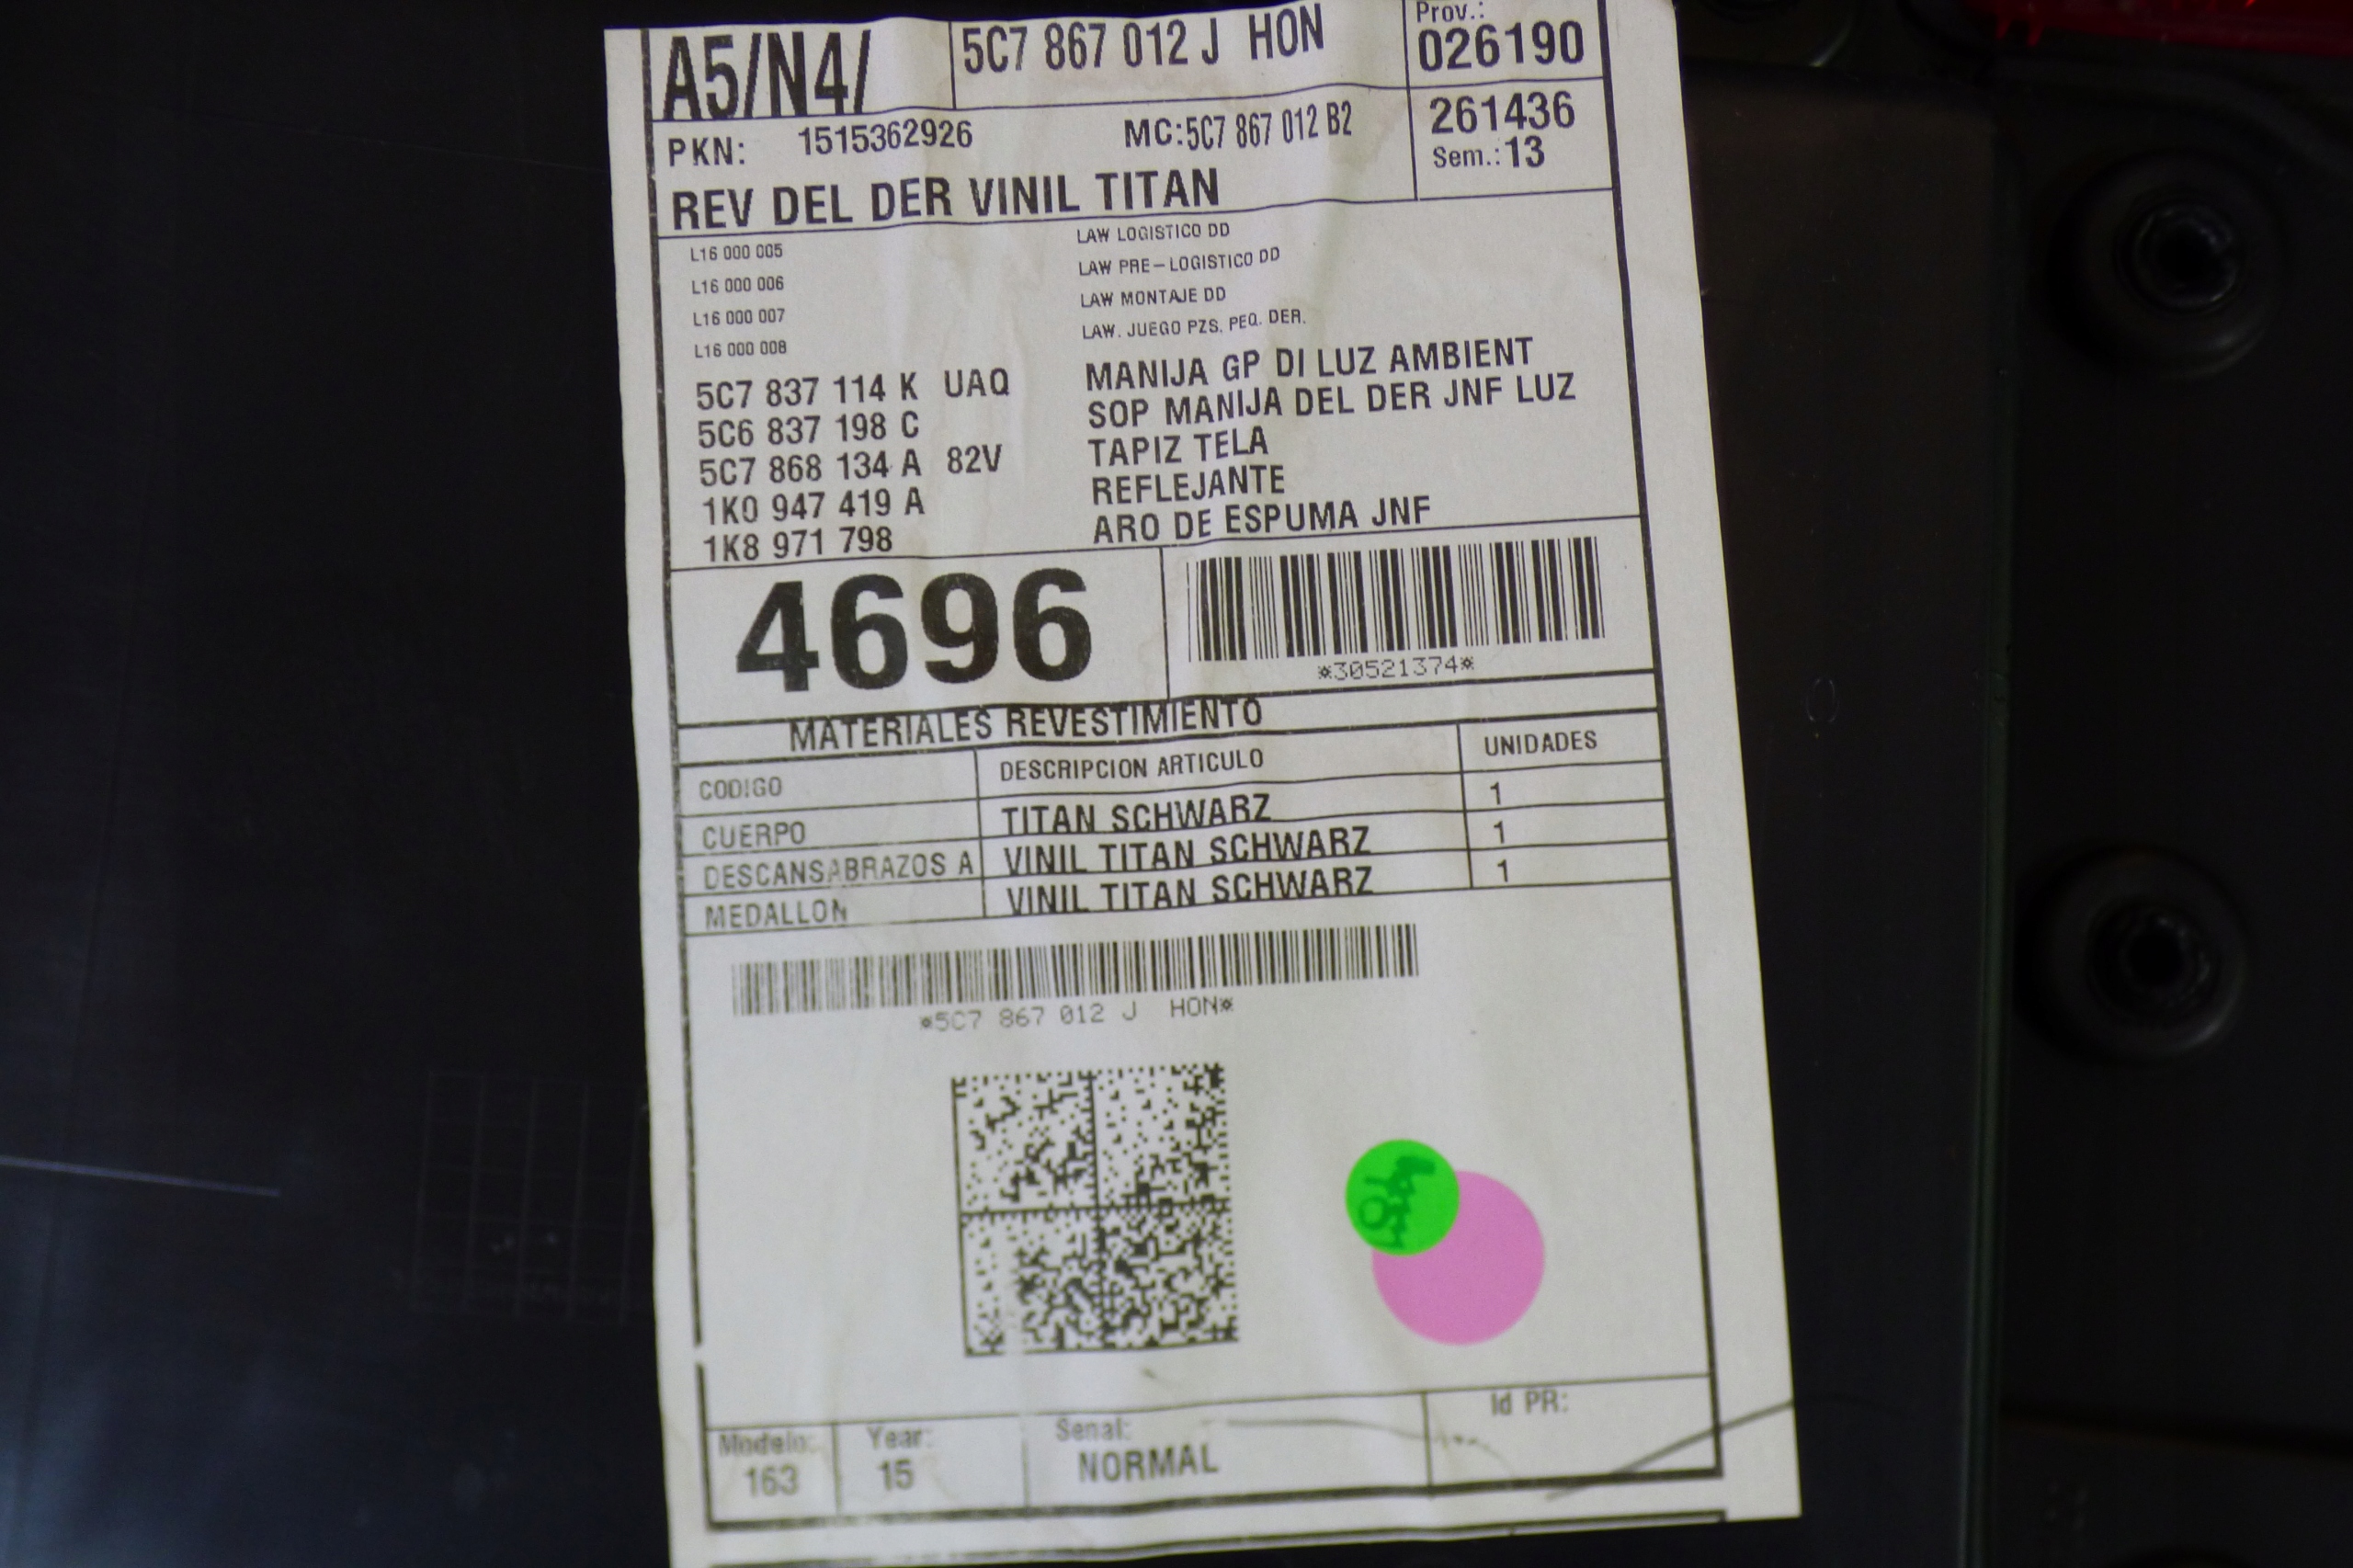 A5/N4/ 5C7 867 012 J HON Prov.: 026190
PKN: 1515362926 MC:5C7 867 012 B2 261436
Sem.:13
REV DEL DER VINIL TITAN
L16 000 005 LAW LOGISTICO DD
L16 000 006 LAW PRE-LOGISTICO DD
L16 000 007 LAW MONTAJE DD
L16 000 008 LAW. JUEGO PZS. PEQ. DER.
5C7 837 114 K UAQ MANIJA GP DI LUZ AMBIENT
5C6 837 198 C SOP MANIJA DEL DER JNF LUZ
5C7 868 134 A 82V TAPIZ TELA
1K0 947 419 A REFLEJANTE
1K8 971 798 ARO DE ESPUMA JNF
4696
*30521374*
MATERIALES REVESTIMIENTO
CODIGO DESCRIPCION ARTICULO UNIDADES
CUERPO TITAN SCHWARZ 1
DESCANSABRAZOS A VINIL TITAN SCHWARZ 1
MEDALLON VINIL TITAN SCHWARZ 1
*5C7 867 012 J HON*
Modelo: Year: Senal: Id PR:
163 15 NORMAL